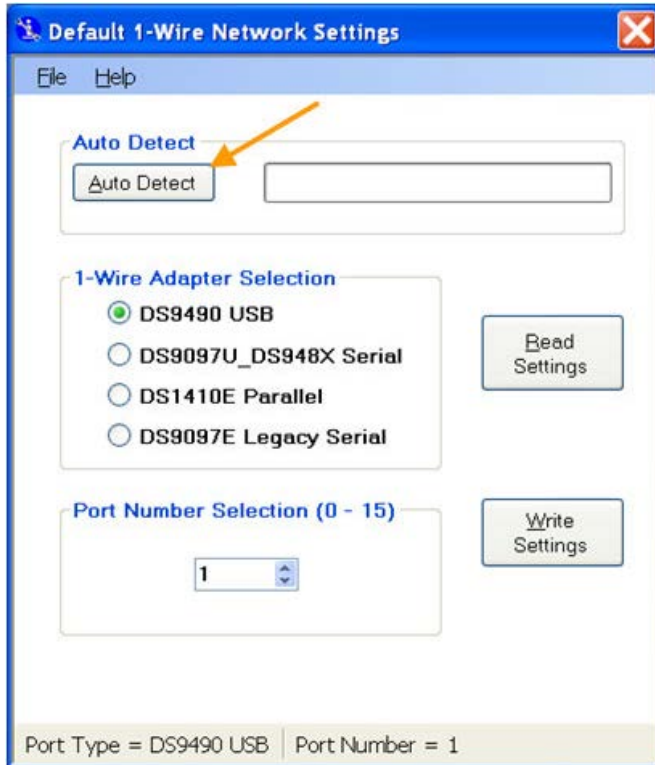 Default 1-Wire Network Settings
File Help
Auto Detect
Auto Detect
1-Wire Adapter Selection
DS9490 USB
DS9097U_DS948X Serial
DS1410E Parallel
DS9097E Legacy Serial
Read
Settings
Port Number Selection (0 - 15)
1
Write
Settings
Port Type = DS9490 USB Port Number = 1